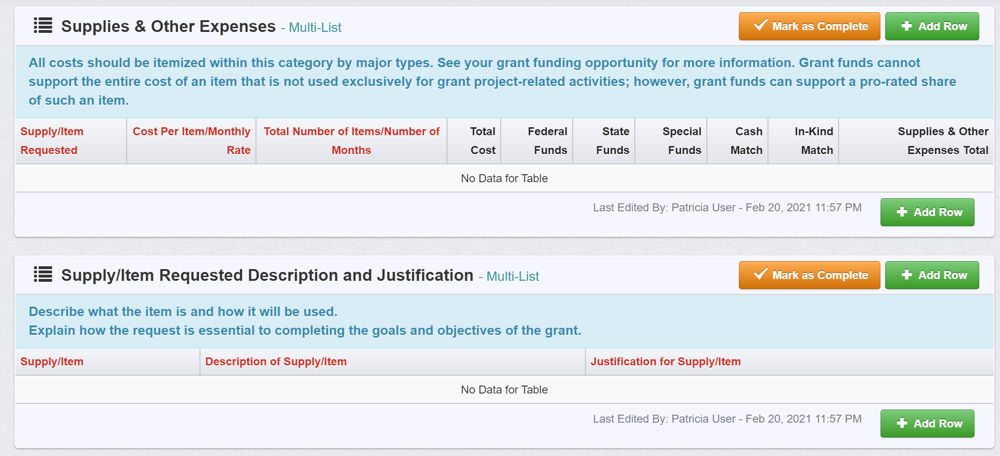 Supplies & Other Expenses - Multi-List
Mark as Complete
Add Row
All costs should be itemized within this category by major types. See your grant funding opportunity for more information. Grant funds cannot
support the entire cost of an item that is not used exclusively for grant project-related activities; however, grant funds can support a pro-rated share
of such an item.
Supply/Item
Requested
Cost Per Item/Monthly
Rate
Total Number of Items/Number of
Months
Total
Cost
Federal
Funds
State
Funds
Special
Funds
Cash
Match
In-Kind
Match
Supplies & Other
Expenses Total
No Data for Table
Last Edited By: Patricia User - Feb 20, 2021 11:57 PM
Add Row
Supply/Item Requested Description and Justification - Multi-List
Mark as Complete
Add Row
Describe what the item is and how it will be used.
Explain how the request is essential to completing the goals and objectives of the grant.
Supply/Item
Description of Supply/Item
Justification for Supply/Item
No Data for Table
Last Edited By: Patricia User - Feb 20, 2021 11:57 PM
Add Row